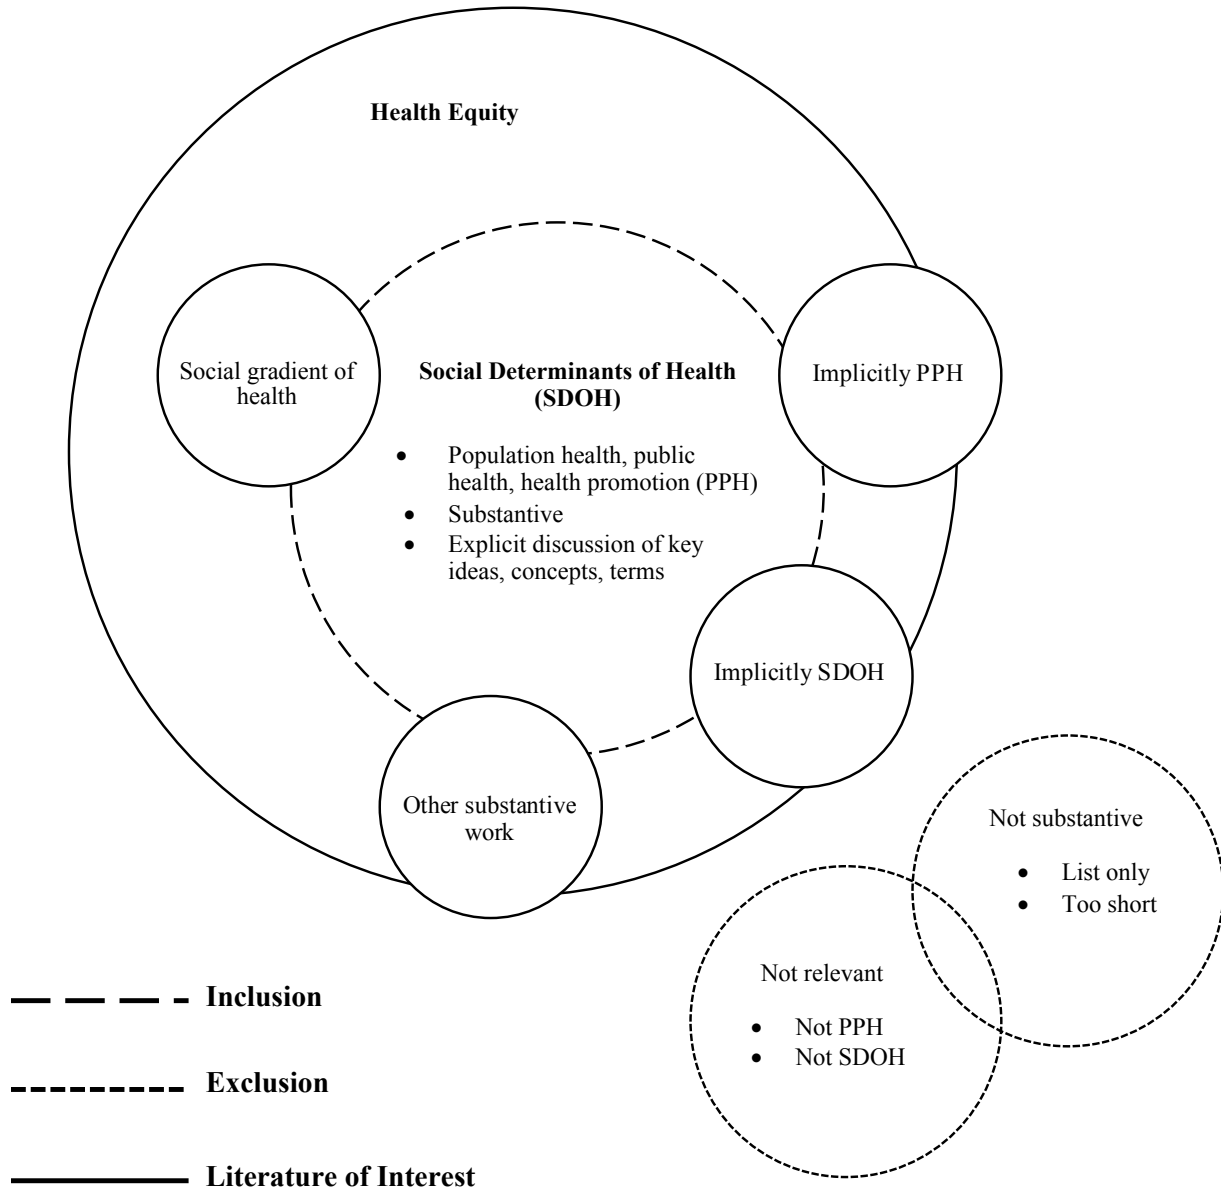 Health Equity
Social gradient of
health
Social Determinants of Health
(SDOH)
• Population health, public
health, health promotion (PPH)
• Substantive
• Explicit discussion of key
ideas, concepts, terms
Implicitly PPH
Implicitly SDOH
Other substantive
work
Not substantive
• List only
• Too short
Not relevant
• Not PPH
• Not SDOH
Inclusion
Exclusion
Literature of Interest